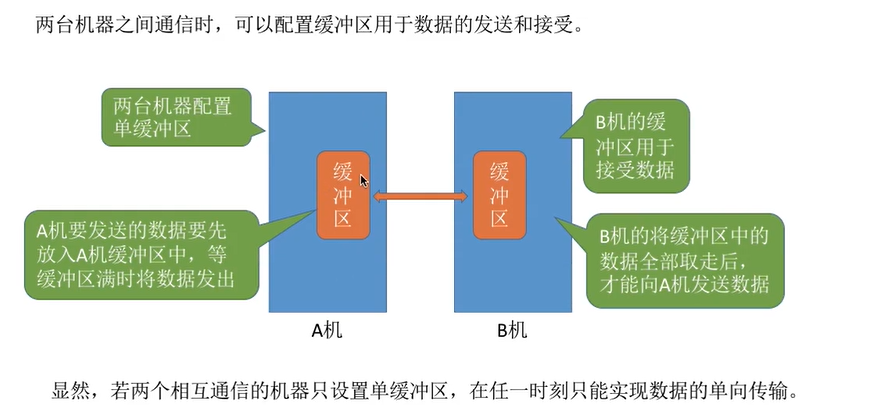 两台机器之间通信时，可以配置缓冲区用于数据的发送和接受。
两台机器配置
单缓冲区
A机要发送的数据要先
放入A机缓冲区中，等
缓冲区满时将数据发出
缓
冲
区
缓
冲
区
B机的缓
冲区用于
接受数据
B机的将缓冲区中的
数据全部取走后，
才能向A机发送数据
A机
B机
显然，若两个相互通信的机器只设置单缓冲区，在任一时刻只能实现数据的单向传输。